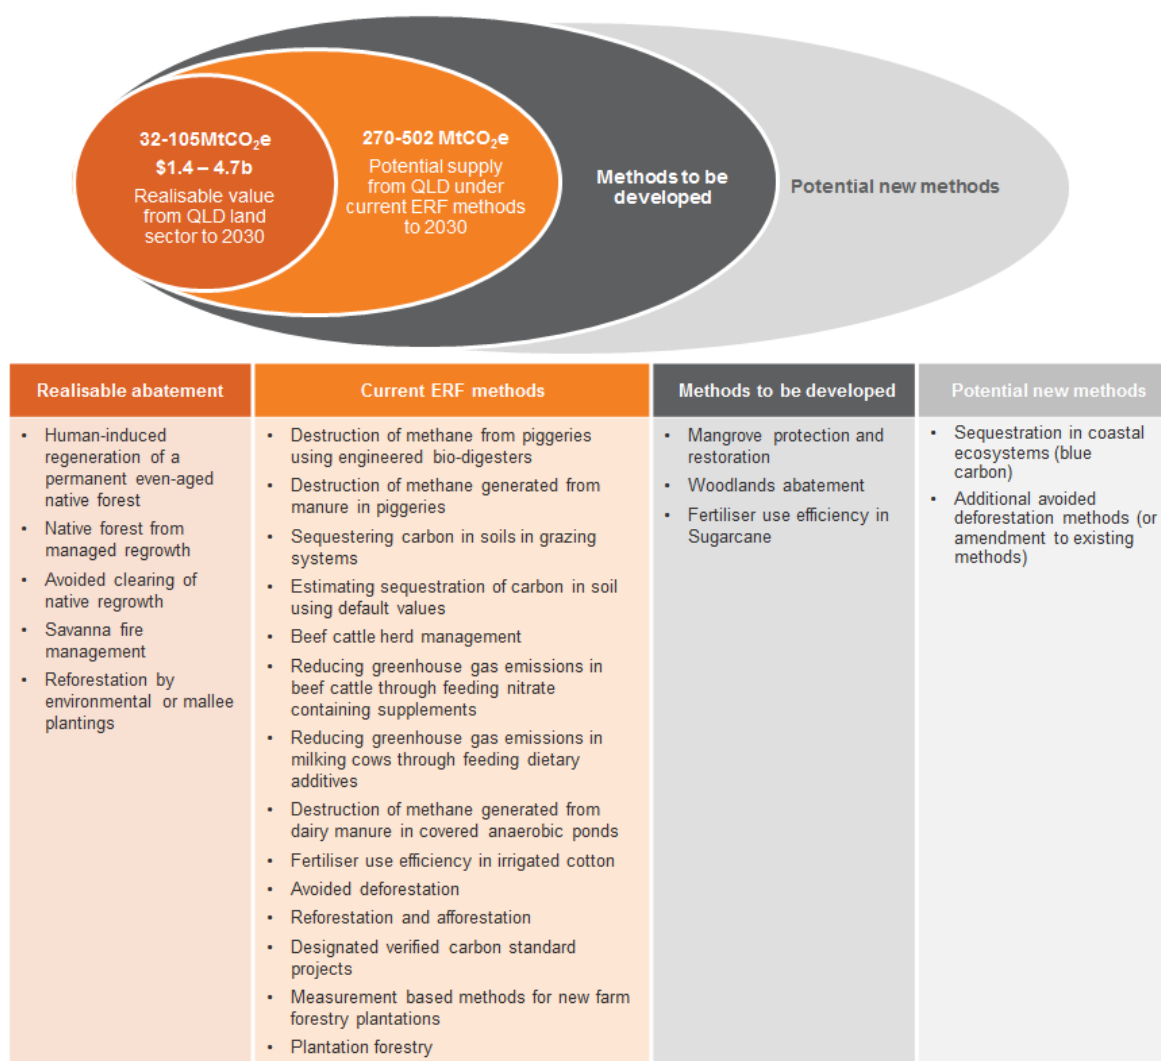 32-105MtCO₂e
$1.4 – 4.7b
Realisable value
from QLD land
sector to 2030
270-502 MtCO₂e
Potential supply
from QLD under
current ERF methods
to 2030
Methods to be
developed
Potential new methods
Realisable abatement
• Human-induced
regeneration of a
permanent even-aged
native forest
• Native forest from
managed regrowth
• Avoided clearing of
native regrowth
• Savanna fire
management
• Reforestation by
environmental or mallee
plantings
Current ERF methods
• Destruction of methane from piggeries
using engineered bio-digesters
• Destruction of methane generated from
manure in piggeries
• Sequestering carbon in soils in grazing
systems
• Estimating sequestration of carbon in soil
using default values
• Beef cattle herd management
• Reducing greenhouse gas emissions in
beef cattle through feeding nitrate
containing supplements
• Reducing greenhouse gas emissions in
milking cows through feeding dietary
additives
• Destruction of methane generated from
dairy manure in covered anaerobic ponds
• Fertiliser use efficiency in irrigated cotton
• Avoided deforestation
• Reforestation and afforestation
• Designated verified carbon standard
projects
• Measurement based methods for new farm
forestry plantations
• Plantation forestry
Methods to be developed
• Mangrove protection and
restoration
• Woodlands abatement
• Fertiliser use efficiency in
Sugarcane
Potential new methods
• Sequestration in coastal
ecosystems (blue
carbon)
• Additional avoided
deforestation methods (or
amendment to existing
methods)